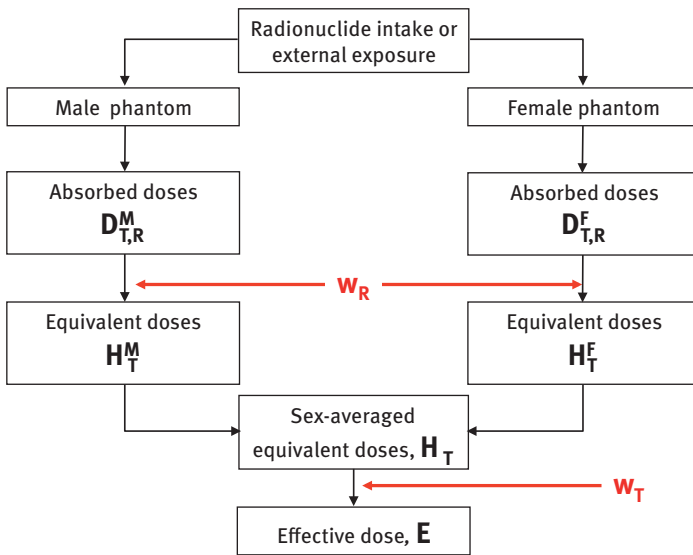 Radionuclide intake or
external exposure
Male phantom
Female phantom
Absorbed doses
D^M_T,R
Absorbed doses
D^F_T,R
w_R
Equivalent doses
H^M_T
Equivalent doses
H^F_T
Sex-averaged
equivalent doses, H_T
w_T
Effective dose, E